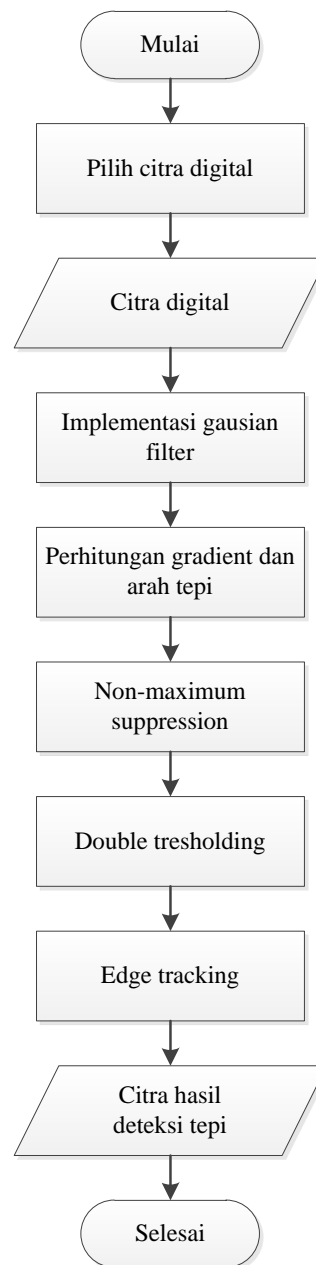 Mulai
Pilih citra digital
Citra digital
Implementasi gausian
filter
Perhitungan gradient dan
arah tepi
Non-maximum
suppression
Double tresholding
Edge tracking
Citra hasil
deteksi tepi
Selesai